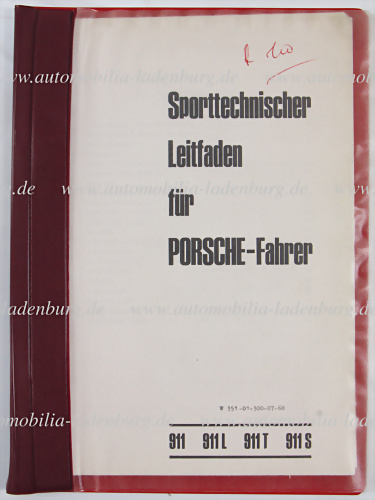 Sporttechnischer
Leitfaden
für
PORSCHE-Fahrer
911 911 L 911 T 911 S
www.automobilia-ladenburg.de